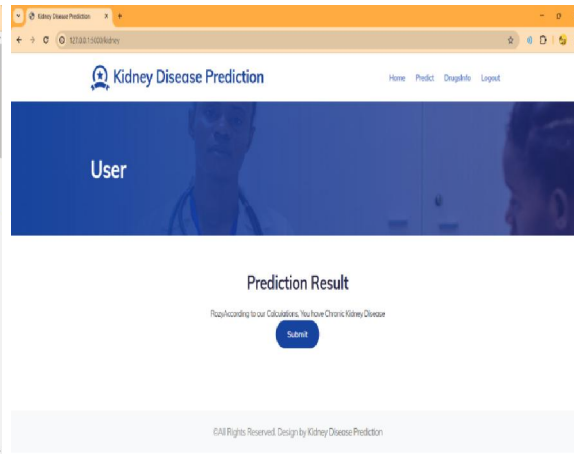 Kidney Disease Prediction
127.0.0.1:5000/kidney
Kidney Disease Prediction
Home Predict DrugsInfo Logout
User
Prediction Result
According to our Calculations, You have Chronic Kidney Disease
Submit
©All Rights Reserved. Design by Kidney Disease Prediction